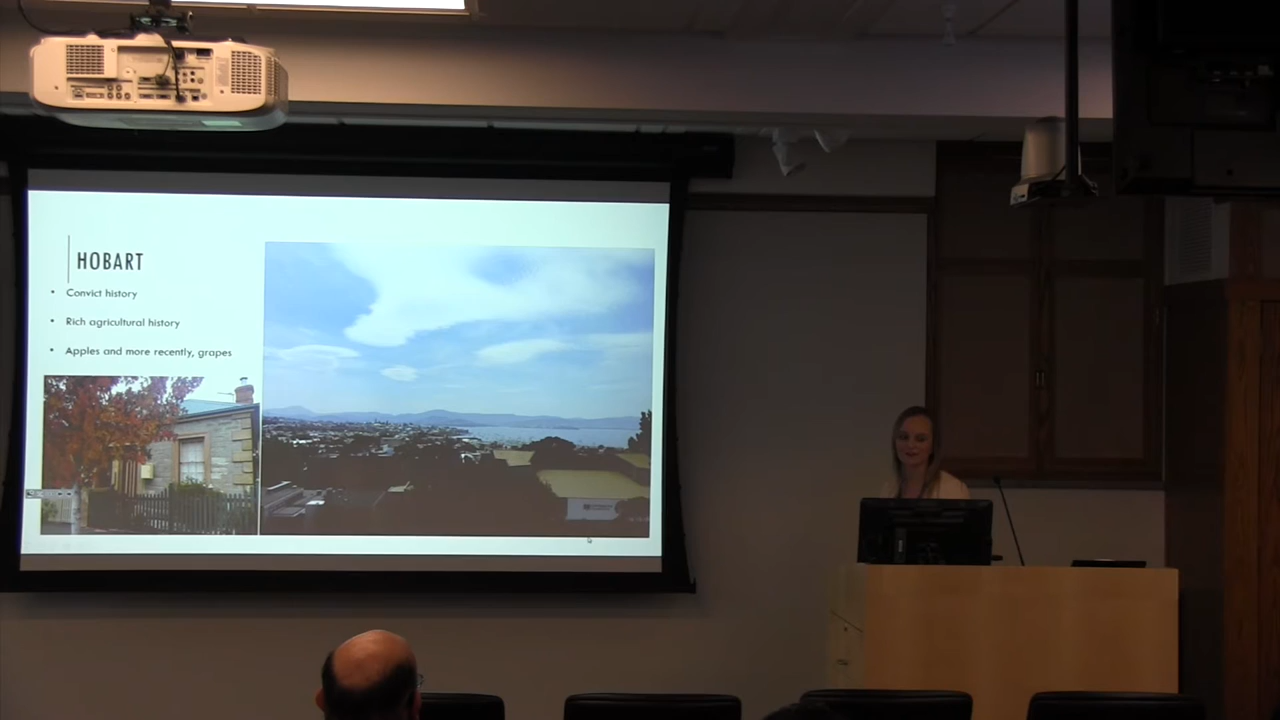 HOBART
• Convict history
• Rich agricultural history
• Apples and more recently, grapes